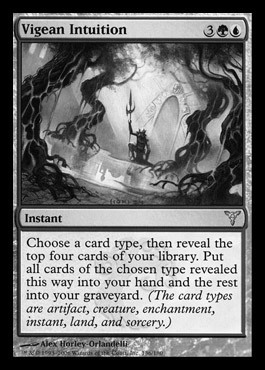 Vigean Intuition 3
Instant
Choose a card type, then reveal the
top four cards of your library. Put
all cards of the chosen type revealed
this way into your hand and the rest
into your graveyard. (The card
types are artifact, creature, enchantment,
instant, land, and sorcery.)
Alex Horley-Orlandelli